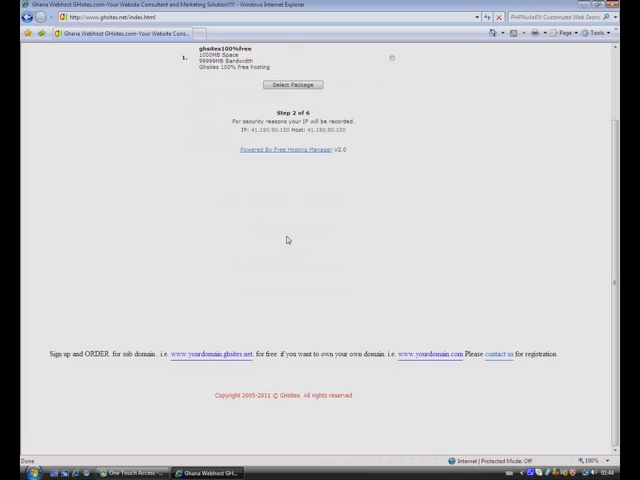 Ghana Webhost GHsites.com-Your Website Consultant and Marketing Solution!!!! - Windows Internet Explorer
http://www.ghsites.net/index.html
PHPNukeEN Customized Web Searc
Ghana Webhost GHsites.com--Your Website Cons...
Page
Tools
ghsites100%free
1.
1000MB Space
99999MB Bandwidth
Ghsites 100% free hosting
Select Package
Step 2 of 6
For security reasons your IP will be recorded.
IP: 41.190.90.150 Host: 41.190.90.150
Powered By Free Hosting Manager V2.0
Sign up and ORDER for sub domain . i.e. www.yourdomain.ghsites.net. for free. if you want to own your own domain. i.e. www.yourdomain.com.Please contact us for registration
Copyright 2005-2011 © GHsites All rights reserved
Done
Internet | Protected Mode: Off
100%
One Touch Access -...
Ghana Webhost GH...
01:44